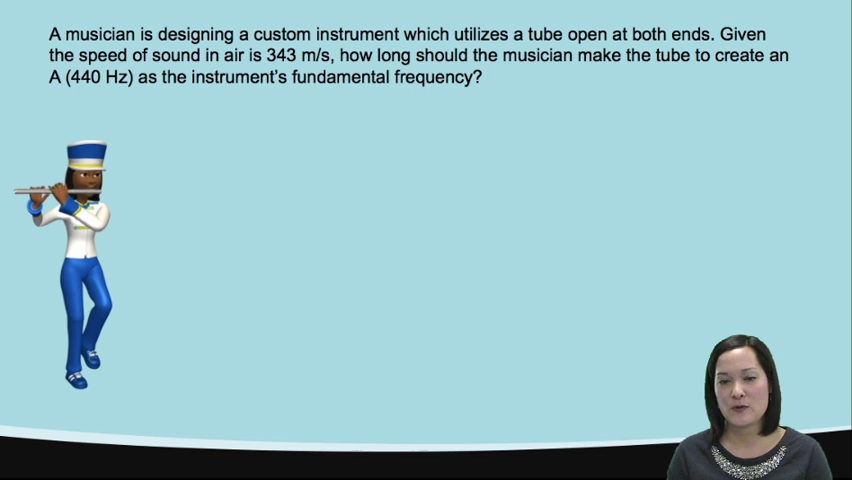 A musician is designing a custom instrument which utilizes a tube open at both ends. Given
the speed of sound in air is 343 m/s, how long should the musician make the tube to create an
A (440 Hz) as the instrument's fundamental frequency?